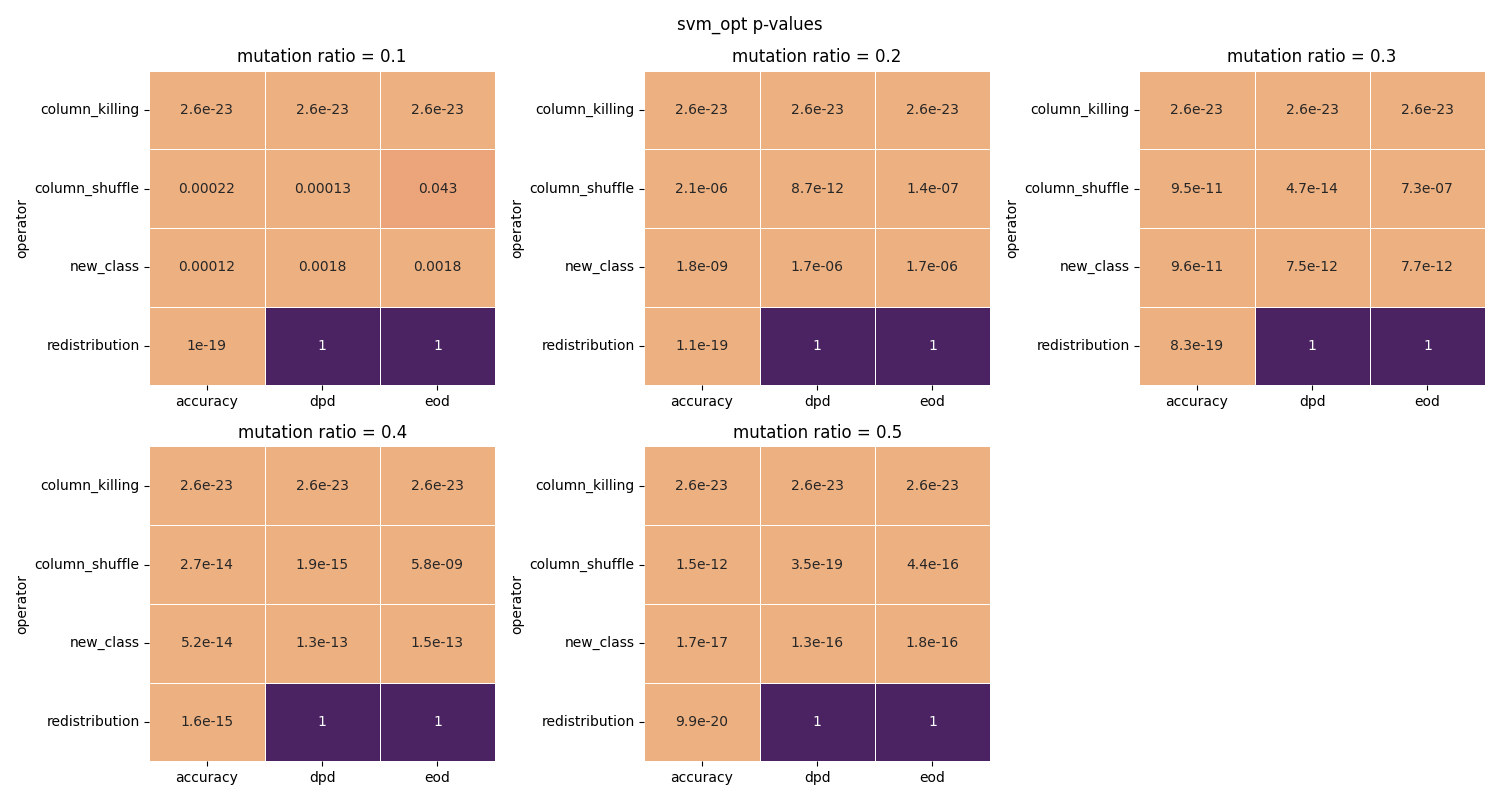 svm_opt p-values
mutation ratio = 0.1
column_killing 2.6e-23 2.6e-23 2.6e-23
column_shuffle 0.00022 0.00013 0.043
new_class 0.00012 0.0018 0.0018
redistribution 1e-19 1 1
operator
accuracy dpd eod
mutation ratio = 0.2
column_killing 2.6e-23 2.6e-23 2.6e-23
column_shuffle 2.1e-06 8.7e-12 1.4e-07
new_class 1.8e-09 1.7e-06 1.7e-06
redistribution 1.1e-19 1 1
operator
accuracy dpd eod
mutation ratio = 0.3
column_killing 2.6e-23 2.6e-23 2.6e-23
column_shuffle 9.5e-11 4.7e-14 7.3e-07
new_class 9.6e-11 7.5e-12 7.7e-12
redistribution 8.3e-19 1 1
operator
accuracy dpd eod
mutation ratio = 0.4
column_killing 2.6e-23 2.6e-23 2.6e-23
column_shuffle 2.7e-14 1.9e-15 5.8e-09
new_class 5.2e-14 1.3e-13 1.5e-13
redistribution 1.6e-15 1 1
operator
accuracy dpd eod
mutation ratio = 0.5
column_killing 2.6e-23 2.6e-23 2.6e-23
column_shuffle 1.5e-12 3.5e-19 4.4e-16
new_class 1.7e-17 1.3e-16 1.8e-16
redistribution 9.9e-20 1 1
operator
accuracy dpd eod